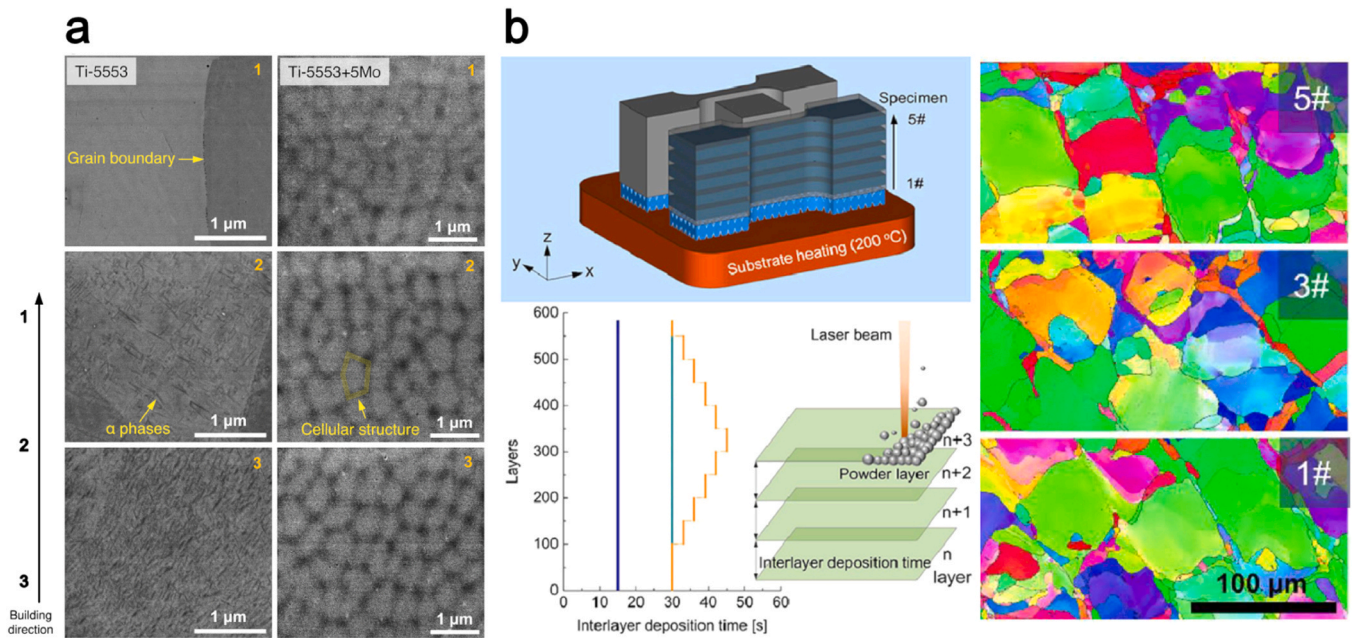 a
Ti-5553
1
Grain boundary
1 µm
Ti-5553+5Mo
1
1 µm
2
α phases
1 µm
2
Cellular structure
1 µm
3
1 µm
3
1 µm
1
2
3
Building
direction
b
Specimen
5#
1#
z
y
x
Substrate heating (200 °C)
Layers
600
500
400
300
200
100
0
0
10
20
30
40
50
60
Interlayer deposition time [s]
Laser beam
n+3
Powder layer
n+2
n+1
Interlayer deposition time
n
layer
5#
3#
1#
100 µm